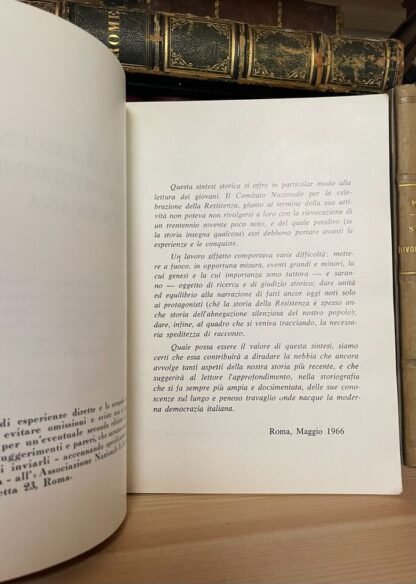 ROME
di esperienze dirette e lo
evitare omissioni e
per un'eventuale seconda
suggerimenti e pareri, che
di inviarli - accennando
- all'«Associazione Nazionale
etta 23, Roma.
Questa sintesi storica si offre in particolar modo alla
lettura dei giovani. Il Comitato Nazionale per la cele-
brazione della Resistenza, giunto al termine della sua atti-
vità non poteva non rivolgersi a loro con la rievocazione di
un trentennio sovente poco noto, e del quale peraltro (se
la storia insegna qualcosa) essi debbono portare avanti le
esperienze e le conquiste.
Un lavoro siffatto comportava varie difficoltà: mette-
re a fuoco, in opportuna misura, eventi grandi e minori, la
cui genesi e la cui importanza sono tuttora — e saran-
no — oggetto di ricerca e di giudizio storico; dare unità
ed equilibrio alla narrazione di fatti ancor oggi noti solo
ai protagonisti (ché la storia della Resistenza è spesso an-
che storia dell'abnegazione silenziosa del nostro popolo);
dare, infine, al quadro che si veniva tracciando, la necessa-
ria speditezza di racconto.
Quale possa essere il valore di questa sintesi, siamo
certi che essa contribuirà a diradare la nebbia che ancora
avvolge tanti aspetti della nostra storia più recente, e che
suggerirà al lettore l'approfondimento, nella storiografia
che si fa sempre più ampia e documentata, delle sue cono-
scenze sul lungo e penoso travaglio onde nacque la moder-
na democrazia italiana.
Roma, Maggio 1966